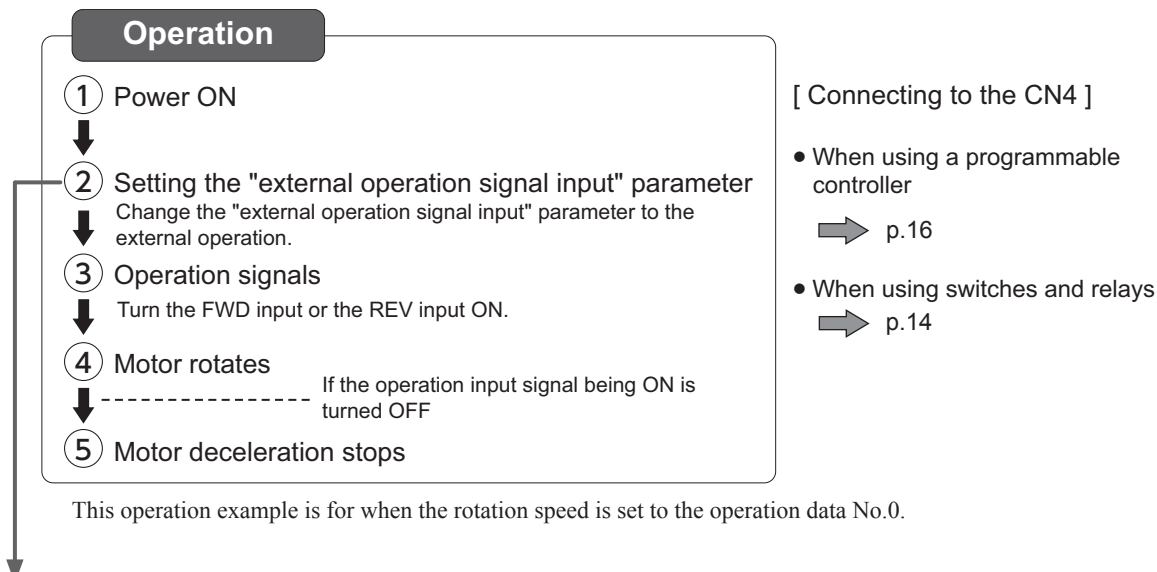 Operation
1 Power ON
2 Setting the "external operation signal input" parameter
Change the "external operation signal input" parameter to the
external operation.
3 Operation signals
Turn the FWD input or the REV input ON.
4 Motor rotates
If the operation input signal being ON is
turned OFF
5 Motor deceleration stops
[ Connecting to the CN4 ]
• When using a programmable
controller
p.16
• When using switches and relays
p.14
This operation example is for when the rotation speed is set to the operation data No.0.